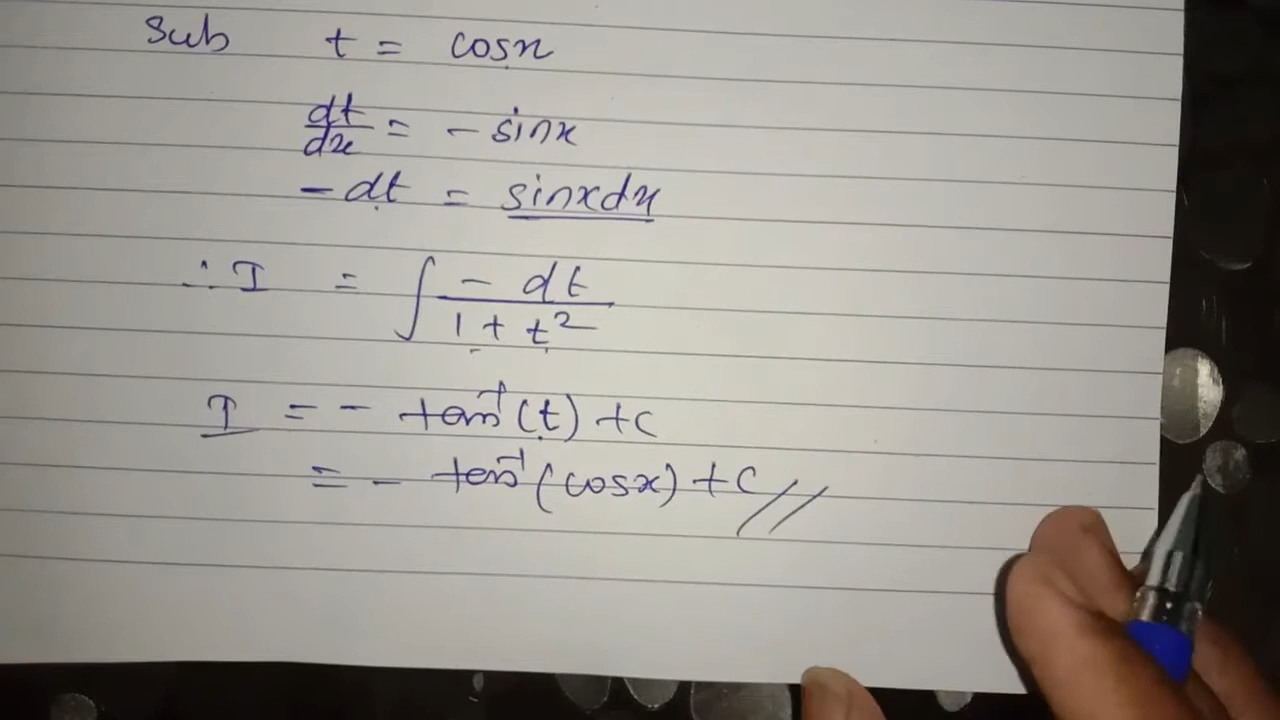 Sub t = cosx
dt/dx = - sinx
- dt = sinxdx
∴ I = ∫ - dt / 1 + t²
I = - tan⁻¹(t) + c
= - tan⁻¹(cosx) + c //